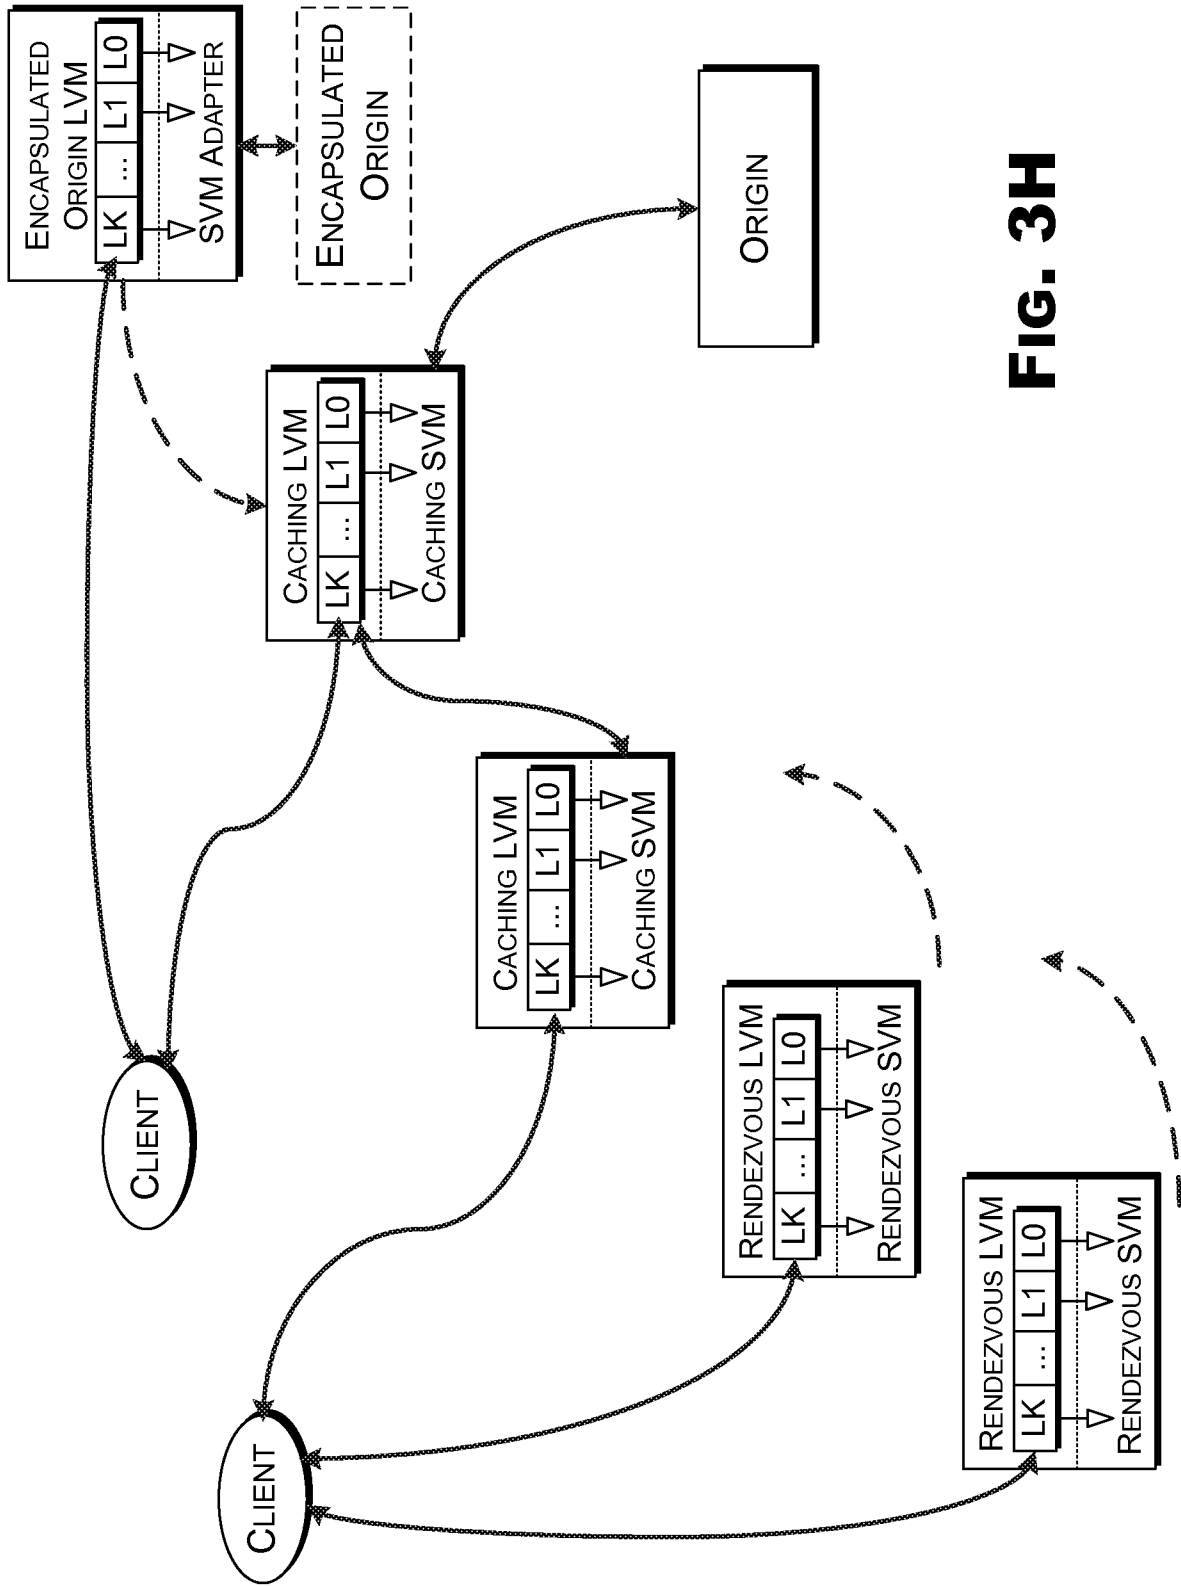 ENCAPSULATED
ORIGIN LVM
LK ... L1 L0
SVM ADAPTER
CLIENT
ENCAPSULATED
ORIGIN
CLIENT
CACHING LVM
LK ... L1 L0
CACHING SVM
CACHING LVM
LK ... L1 L0
CACHING SVM
ORIGIN
RENDEZVOUS LVM
LK ... L1 L0
RENDEZVOUS SVM
RENDEZVOUS LVM
LK ... L1 L0
RENDEZVOUS SVM
FIG. 3H